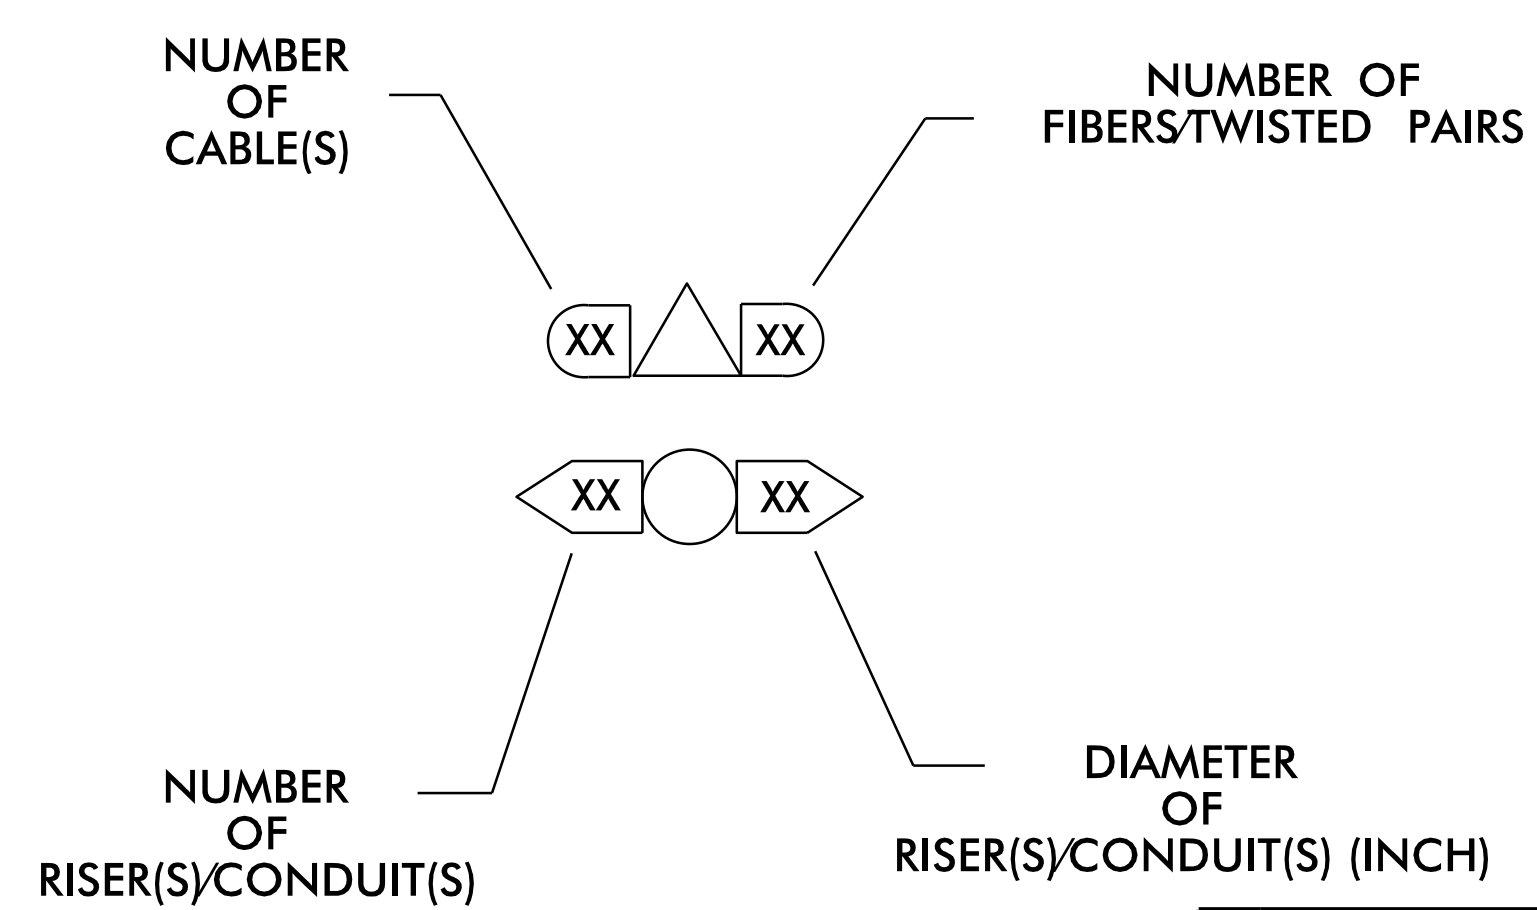 NUMBER
OF
CABLE(S)
NUMBER OF
FIBERS/TWISTED PAIRS
XX XX
XX XX
NUMBER
OF
RISER(S)/CONDUIT(S)
DIAMETER
OF
RISER(S)/CONDUIT(S) (INCH)